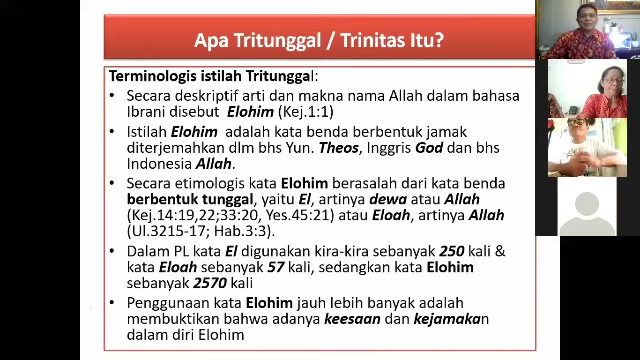 Apa Tritunggal / Trinitas Itu?
Terminologis istilah Tritunggal:
• Secara deskriptif arti dan makna nama Allah dalam bahasa
Ibrani disebut Elohim (Kej.1:1)
• Istilah Elohim adalah kata benda berbentuk jamak
diterjemahkan dlm bhs Yun. Theos, Inggris God dan bhs
Indonesia Allah.
• Secara etimologis kata Elohim berasalah dari kata benda
berbentuk tunggal, yaitu El, artinya dewa atau Allah
(Kej.14:19,22;33:20, Yes.45:21) atau Eloah, artinya Allah
(Ul.3215-17; Hab.3:3).
• Dalam PL kata El digunakan kira-kira sebanyak 250 kali &
kata Eloah sebanyak 57 kali, sedangkan kata Elohim
sebanyak 2570 kali
• Penggunaan kata Elohim jauh lebih banyak adalah
membuktikan bahwa adanya keesaan dan kejamakan
dalam diri Elohim